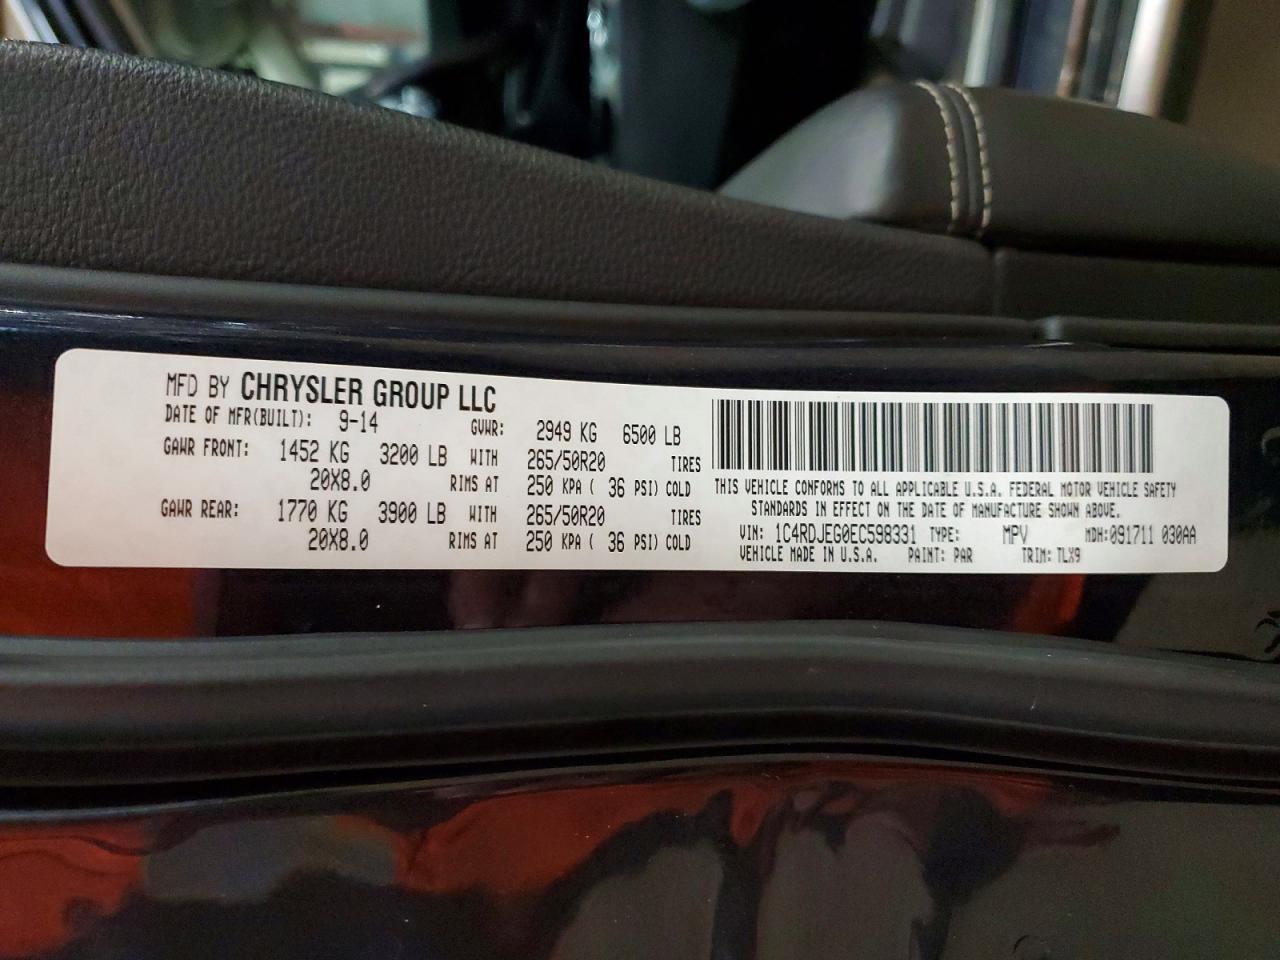 MFD BY CHRYSLER GROUP LLC
DATE OF MFR(BUILT): 9-14 GVWR: 2949 KG 6500 LB
GAWR FRONT: 1452 KG 3200 LB WITH 265/50R20 TIRES
20X8.0 RIMS AT 250 KPA ( 36 PSI) COLD
GAWR REAR: 1770 KG 3900 LB WITH 265/50R20 TIRES
20X8.0 RIMS AT 250 KPA ( 36 PSI) COLD
THIS VEHICLE CONFORMS TO ALL APPLICABLE U.S.A. FEDERAL MOTOR VEHICLE SAFETY
STANDARDS IN EFFECT ON THE DATE OF MANUFACTURE SHOWN ABOVE.
VIN: 1C4RDJEG0EC598331 TYPE: MPV MDH:091711 030AA
VEHICLE MADE IN U.S.A. PAINT: PAR TRIM: TLX9